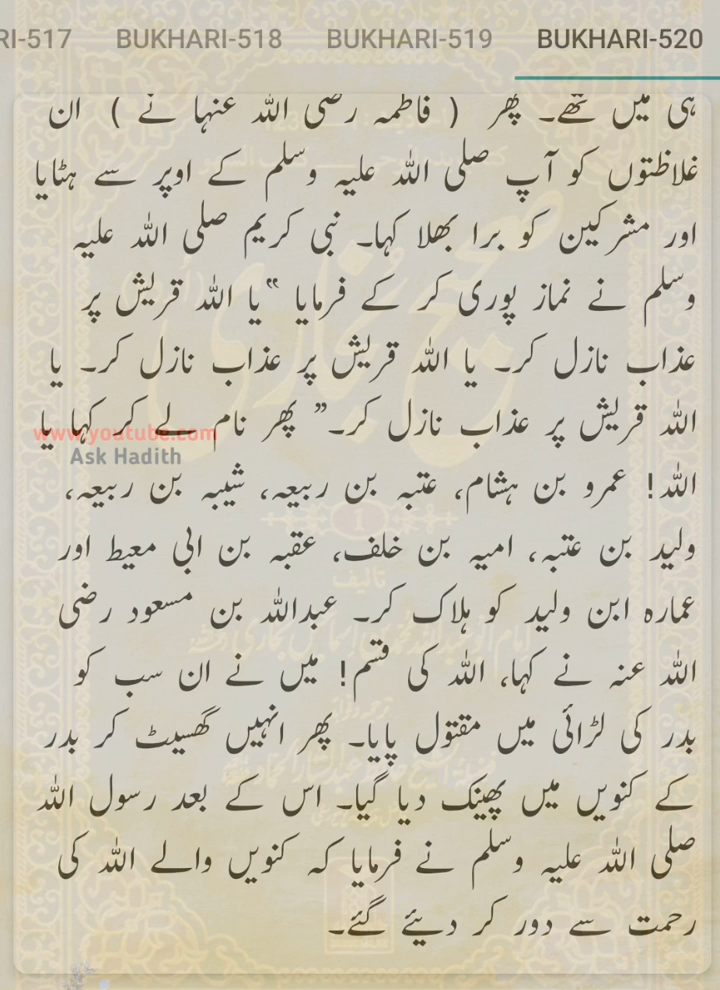 RI-517 BUKHARI-518 BUKHARI-519 BUKHARI-520
ہی میں تھے۔ پھر ( فاطمہ رضی اللہ عنہا نے ) ان
غلاظتوں کو آپ صلی اللہ علیہ وسلم کے اوپر سے ہٹایا
اور مشرکین کو برا بھلا کہا۔ نبی کریم صلی اللہ علیہ
وسلم نے نماز پوری کر کے فرمایا ”یا اللہ قریش پر
عذاب نازل کر۔ یا اللہ قریش پر عذاب نازل کر۔ یا
اللہ قریش پر عذاب نازل کر۔“ پھر نام لے کر کہا یا
www.youtube.com
Ask Hadith
اللہ! عمرو بن ہشام، عتبہ بن ربیعہ، شیبہ بن ربیعہ،
ولید بن عتبہ، امیہ بن خلف، عقبہ بن ابی معیط اور
عمارہ ابن ولید کو ہلاک کر۔ عبداللہ بن مسعود رضی
اللہ عنہ نے کہا، اللہ کی قسم! میں نے ان سب کو
بدر کی لڑائی میں مقتول پایا۔ پھر انہیں گھسیٹ کر بدر
کے کنویں میں پھینک دیا گیا۔ اس کے بعد رسول اللہ
صلی اللہ علیہ وسلم نے فرمایا کہ کنویں والے اللہ کی
رحمت سے دور کر دیئے گئے۔